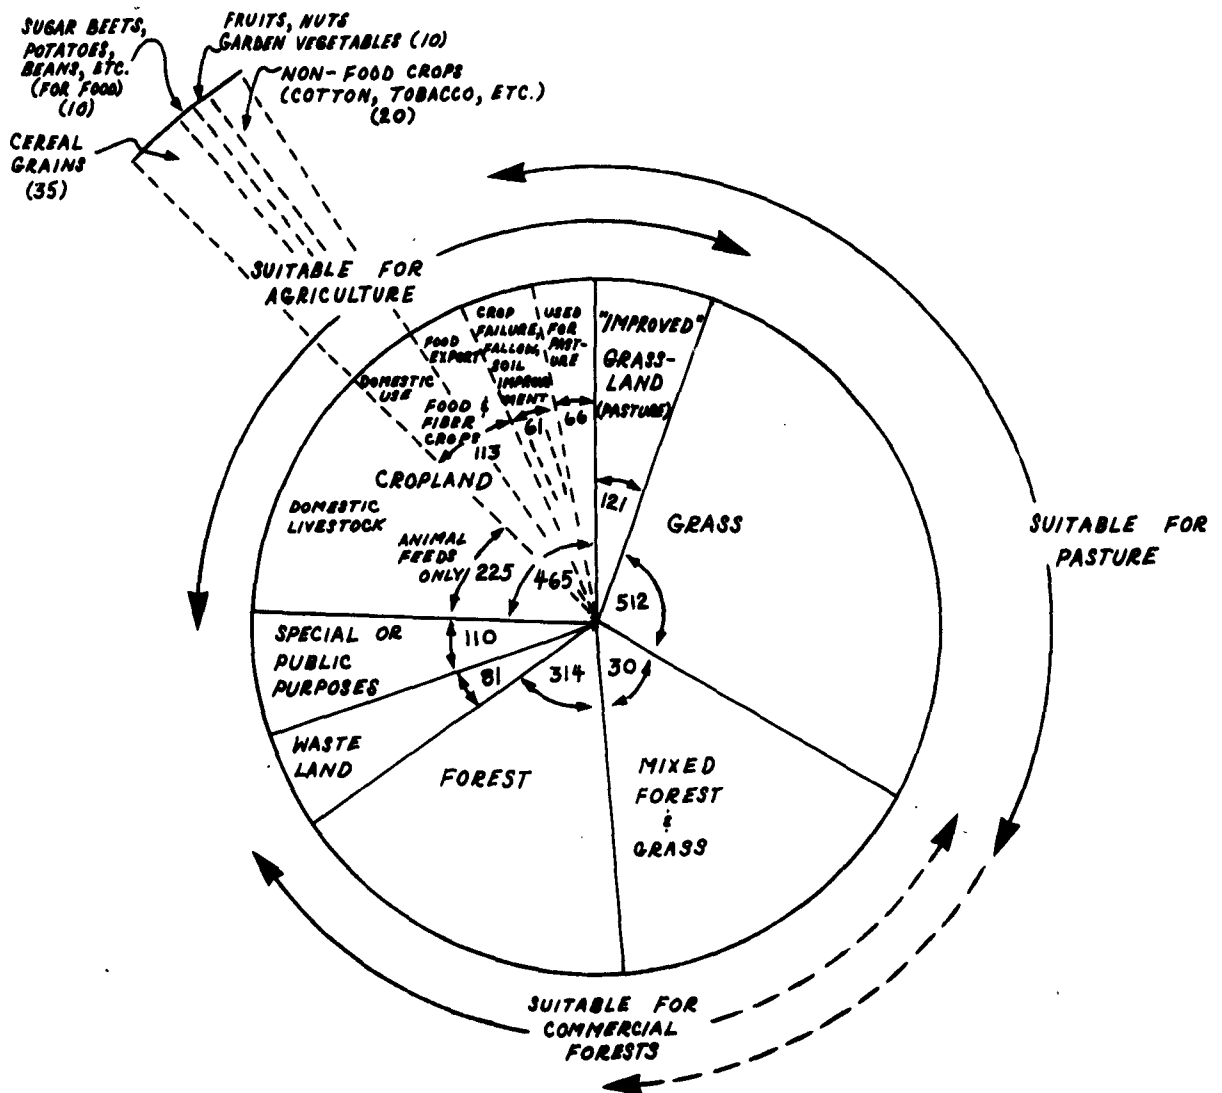 SUGAR BEETS,
POTATOES,
BEANS, ETC.
(FOR FOOD)
(10)
FRUITS, NUTS
GARDEN VEGETABLES (10)
NON-FOOD CROPS
(COTTON, TOBACCO, ETC.)
(20)
CEREAL
GRAINS
(35)
SUITABLE FOR
AGRICULTURE
DOMESTIC
USE
FOOD
EXPORT
FOOD &
FIBER
CROPS
113
CROP
FAILURE,
FALLOW,
SOIL
IMPROVE
MENT
61
USED
FOR
PAST-
URE
66
"IMPROVED"
GRASS-
LAND
(PASTURE)
121
CROPLAND
465
DOMESTIC
LIVESTOCK
ANIMAL
FEEDS
ONLY
225
GRASS
512
SUITABLE FOR
PASTURE
SPECIAL OR
PUBLIC
PURPOSES
110
WASTE
LAND
81
FOREST
314
MIXED
FOREST
&
GRASS
30
SUITABLE FOR
COMMERCIAL
FORESTS